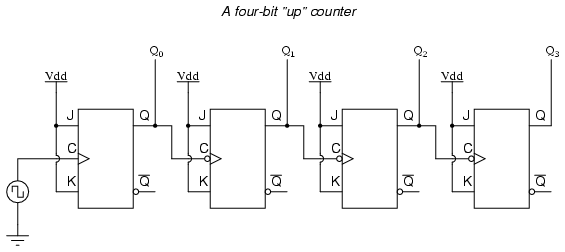 A four-bit "up" counter
Q0 Q1 Q2 Q3
Vdd Vdd Vdd Vdd
J Q J Q J Q J Q
C C C C
K Q̅ K Q̅ K Q̅ K Q̅